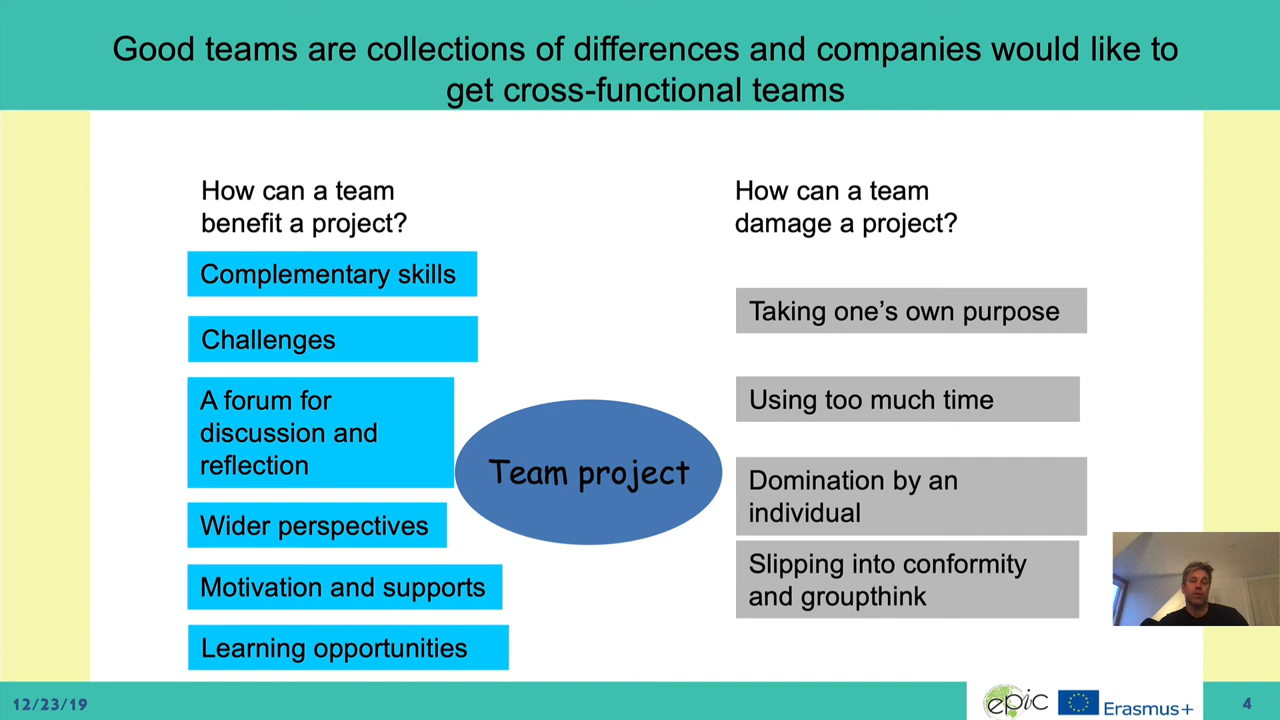 Good teams are collections of differences and companies would like to
get cross-functional teams
How can a team
benefit a project?
Complementary skills
Challenges
A forum for
discussion and
reflection
Wider perspectives
Motivation and supports
Learning opportunities
Team project
How can a team
damage a project?
Taking one’s own purpose
Using too much time
Domination by an
individual
Slipping into conformity
and groupthink
12/23/19
epic
Erasmus+
4